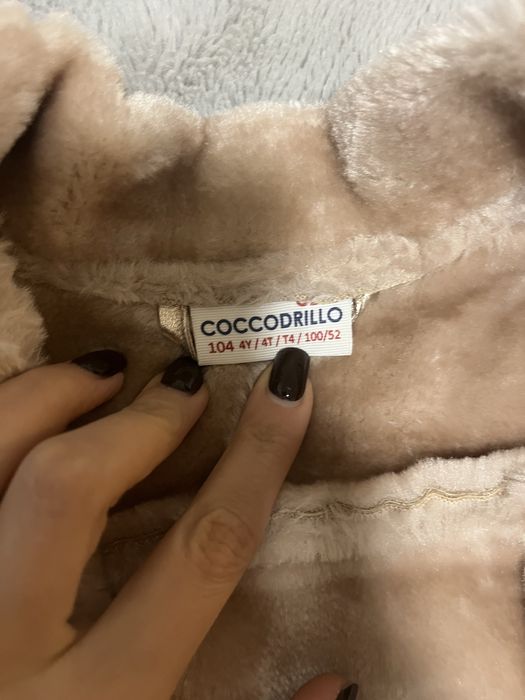 COCCODRILLO
104 4Y / 4T / T4 / 100/52